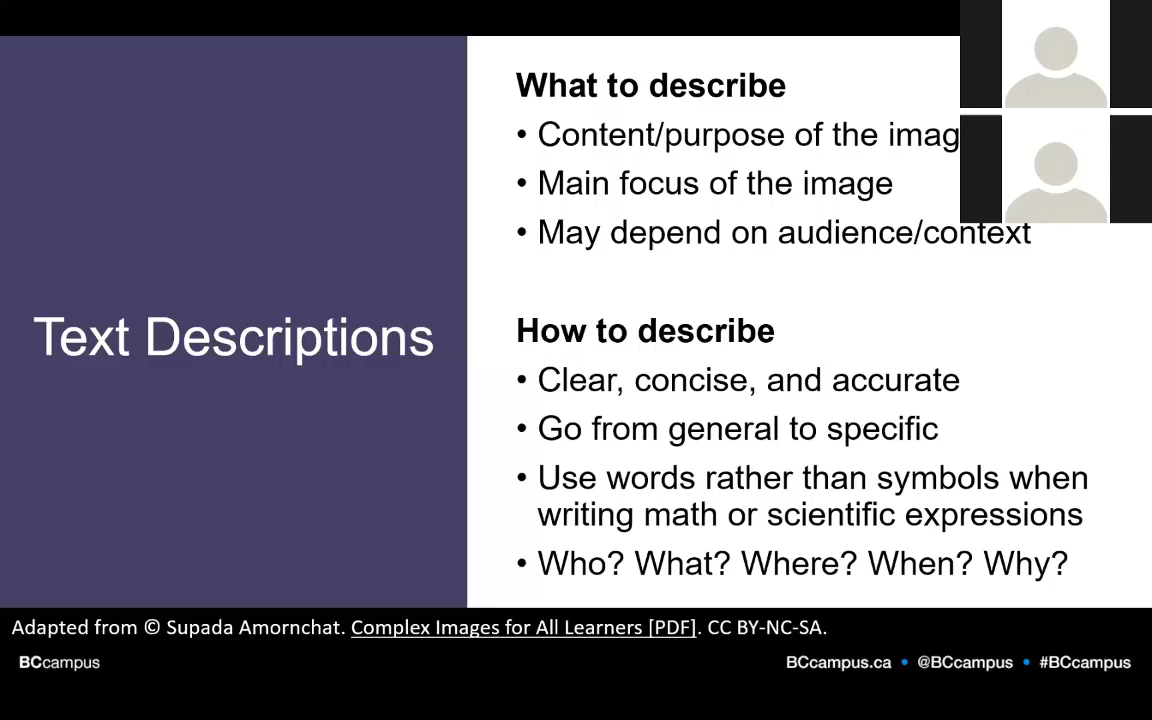 What to describe
• Content/purpose of the imag
• Main focus of the image
• May depend on audience/context
Text Descriptions
How to describe
• Clear, concise, and accurate
• Go from general to specific
• Use words rather than symbols when
writing math or scientific expressions
• Who? What? Where? When? Why?
Adapted from © Supada Amornchat. Complex Images for All Learners [PDF]. CC BY-NC-SA.
BCcampus
BCcampus.ca • @BCcampus • #BCcampus